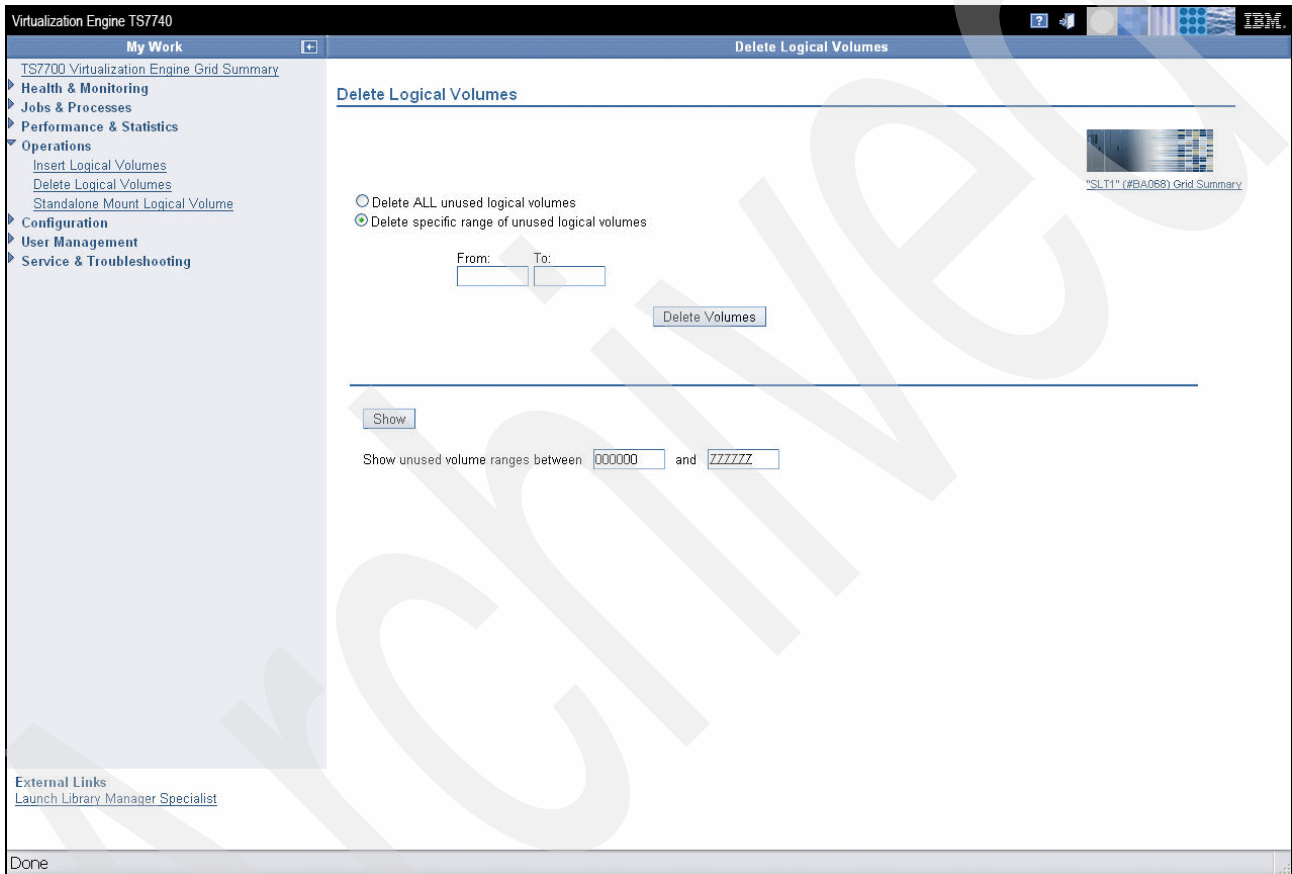 Virtualization Engine TS7740
? IBM.
My Work
Delete Logical Volumes
TS7700 Virtualization Engine Grid Summary
Health & Monitoring
Jobs & Processes
Performance & Statistics
Operations
Insert Logical Volumes
Delete Logical Volumes
Standalone Mount Logical Volume
Configuration
User Management
Service & Troubleshooting
External Links
Launch Library Manager Specialist
Delete Logical Volumes
"SLT1" (#BA068) Grid Summary
Delete ALL unused logical volumes
Delete specific range of unused logical volumes
From: To:
Delete Volumes
Show
Show unused volume ranges between 000000 and ZZZZZZ
Done
Archived